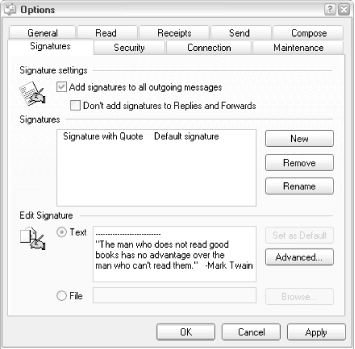 Options
General Read Receipts Send Compose
Signatures Security Connection Maintenance
Signature settings
Add signatures to all outgoing messages
Don't add signatures to Replies and Forwards
Signatures
Signature with Quote Default signature
New
Remove
Rename
Edit Signature
Text
--------------------------
"The man who does not read good
books has no advantage over the
man who can't read them." -Mark Twain
Set as Default
Advanced...
File
Browse...
OK Cancel Apply